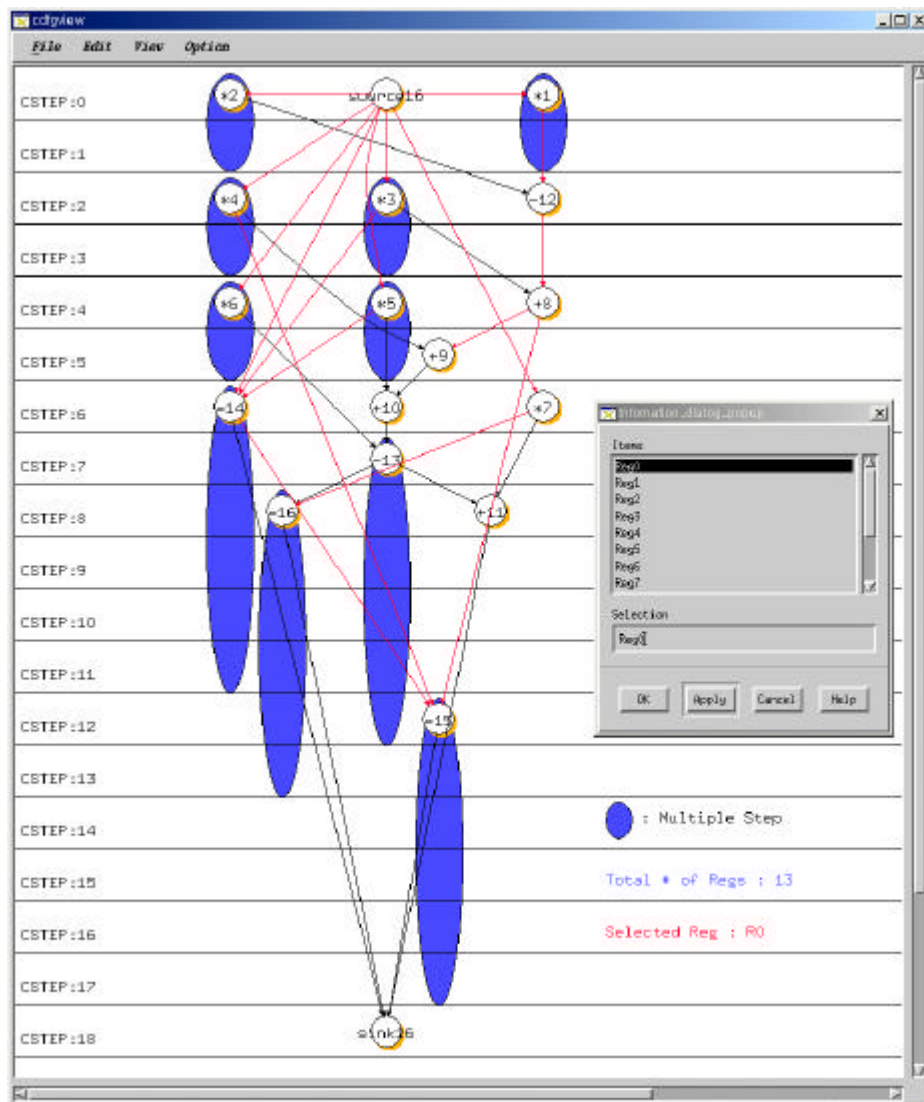 cdfgview
File Edit View Option
CSTEP:0
*2
source16
*1
CSTEP:1
CSTEP:2
*4
*3
-12
CSTEP:3
CSTEP:4
*6
*5
+8
CSTEP:5
+9
CSTEP:6
=14
+10
*7
CSTEP:7
-13
CSTEP:8
=16
+11
CSTEP:9
CSTEP:10
CSTEP:11
CSTEP:12
=15
CSTEP:13
CSTEP:14
CSTEP:15
CSTEP:16
CSTEP:17
CSTEP:18
sink16
Infomation_dialog_popup
Items
Reg0
Reg1
Reg2
Reg3
Reg4
Reg5
Reg6
Reg7
Selection
Reg0
OK Apply Cancel Help
: Multiple Step
Total # of Regs : 13
Selected Reg : R0